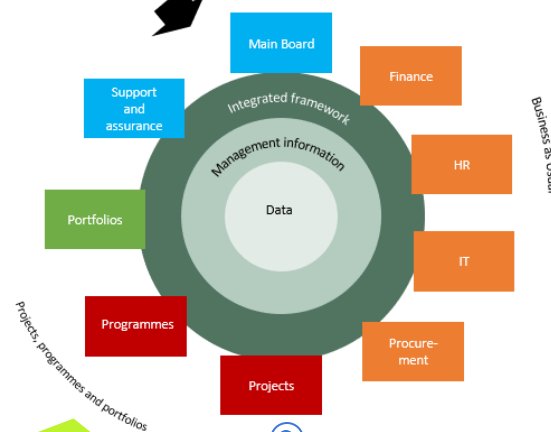 Main Board
Finance
Support
and
assurance
Integrated framework
Management information
HR
Business as Usual
Data
Portfolios
IT
Programmes
Procure-
ment
Projects
Projects, programmes and portfolios